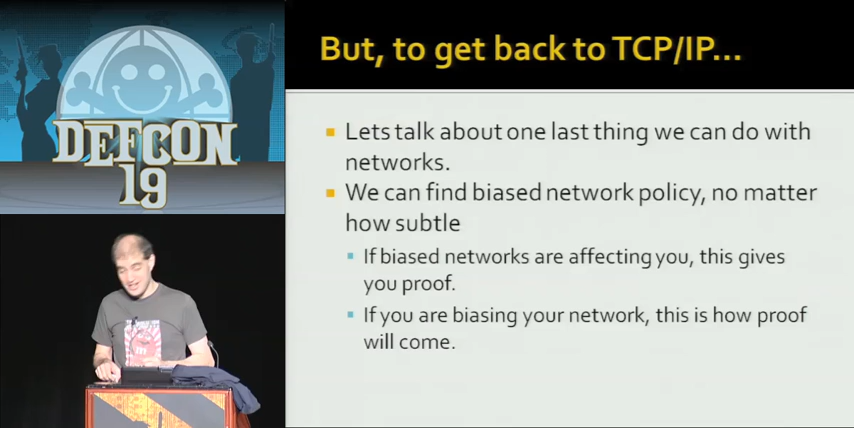 DEFCON
19
But, to get back to TCP/IP...
Lets talk about one last thing we can do with
networks.
We can find biased network policy, no matter
how subtle
If biased networks are affecting you, this gives
you proof.
If you are biasing your network, this is how proof
will come.